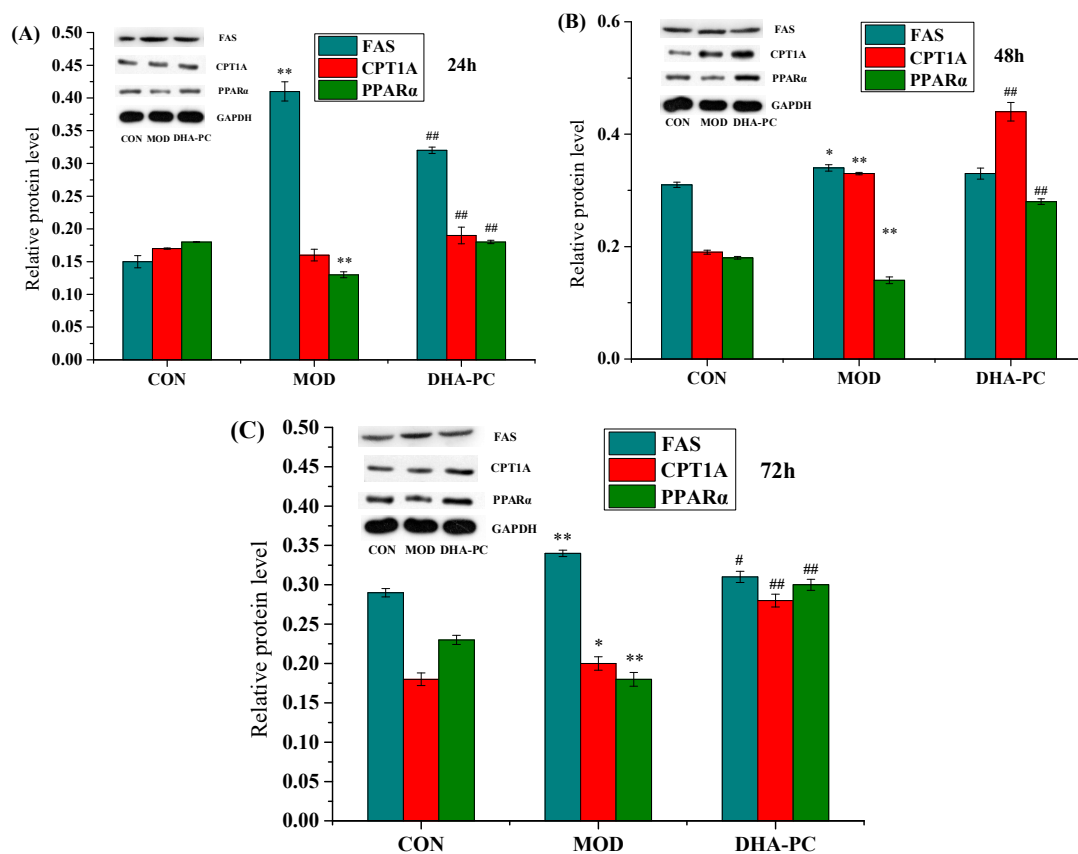 (A)
0.50
0.45
0.40
0.35
0.30
0.25
0.20
0.15
0.10
0.05
0.00
Relative protein level
FAS
CPT1A
PPARα
GAPDH
CON MOD DHA-PC
FAS
CPT1A
PPARα
24h
**
**
##
##
##
CON MOD DHA-PC
(B)
0.6
0.4
0.2
0.0
Relative protein level
FAS
CPT1A
PPARα
GAPDH
CON MOD DHA-PC
FAS
CPT1A
PPARα
48h
*
**
**
##
##
CON MOD DHA-PC
(C)
0.50
0.45
0.40
0.35
0.30
0.25
0.20
0.15
0.10
0.05
0.00
Relative protein level
FAS
CPT1A
PPARα
GAPDH
CON MOD DHA-PC
FAS
CPT1A
PPARα
72h
**
*
**
#
##
##
CON MOD DHA-PC